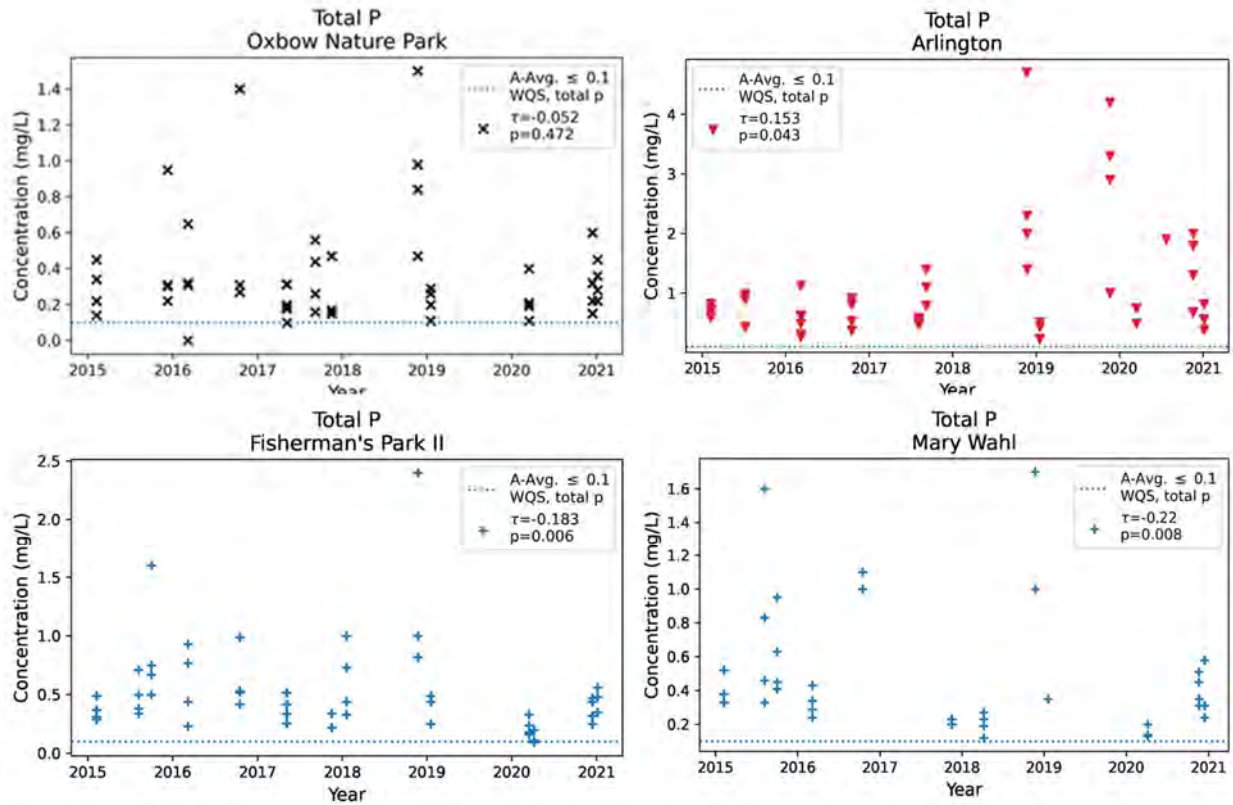 Total P
Oxbow Nature Park
Concentration (mg/L)
1.4
1.2
1.0
0.8
0.6
0.4
0.2
0.0
A-Avg. ≤ 0.1
WQS, total p
τ=-0.052
p=0.472
2015 2016 2017 2018 2019 2020 2021
Year
Total P
Arlington
Concentration (mg/L)
4
3
2
1
A-Avg. ≤ 0.1
WQS, total p
τ=0.153
p=0.043
2015 2016 2017 2018 2019 2020 2021
Year
Total P
Fisherman's Park II
Concentration (mg/L)
2.5
2.0
1.5
1.0
0.5
0.0
A-Avg. ≤ 0.1
WQS, total p
τ=-0.183
p=0.006
2015 2016 2017 2018 2019 2020 2021
Year
Total P
Mary Wahl
Concentration (mg/L)
1.6
1.4
1.2
1.0
0.8
0.6
0.4
0.2
A-Avg. ≤ 0.1
WQS, total p
τ=-0.22
p=0.008
2015 2016 2017 2018 2019 2020 2021
Year